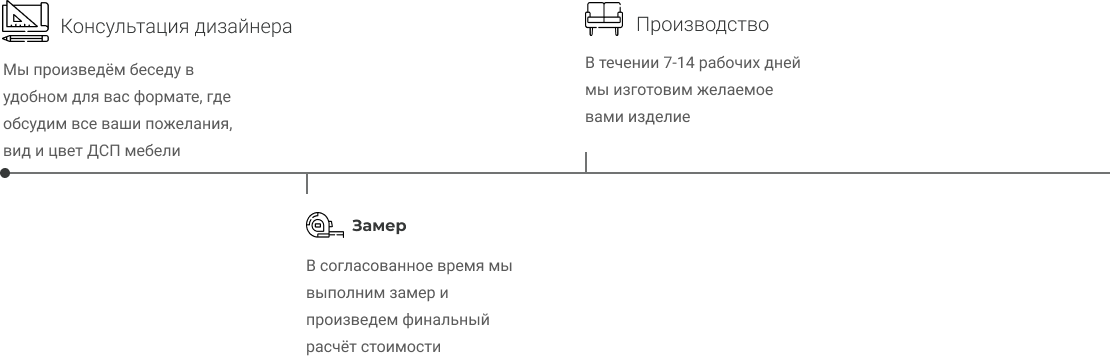 Консультация дизайнера
Мы произведём беседу в
удобном для вас формате, где
обсудим все ваши пожелания,
вид и цвет ДСП мебели
Замер
В согласованное время мы
выполним замер и
произведем финальный
расчёт стоимости
Производство
В течении 7-14 рабочих дней
мы изготовим желаемое
вами изделие